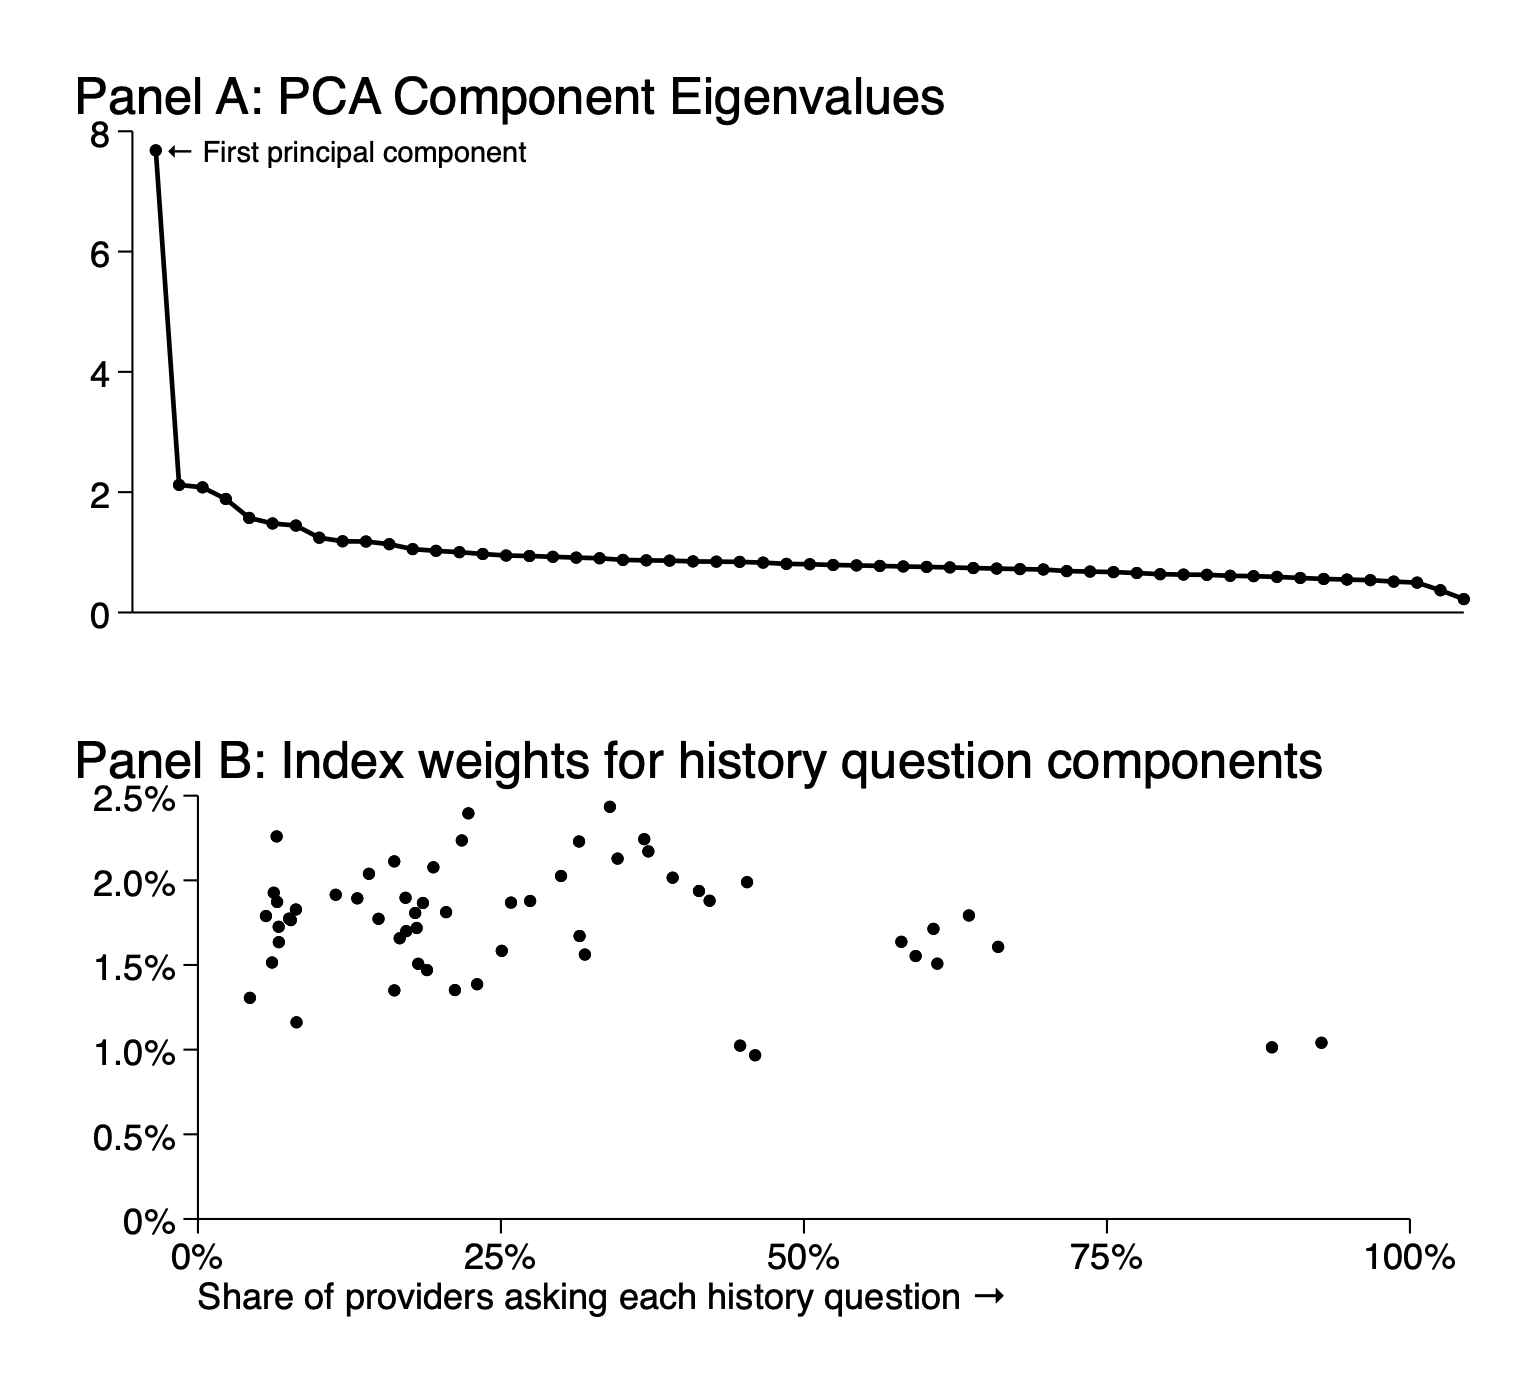 Panel A: PCA Component Eigenvalues
8
← First principal component
6
4
2
0
Panel B: Index weights for history question components
2.5%
2.0%
1.5%
1.0%
0.5%
0%
0% 25% 50% 75% 100%
Share of providers asking each history question →